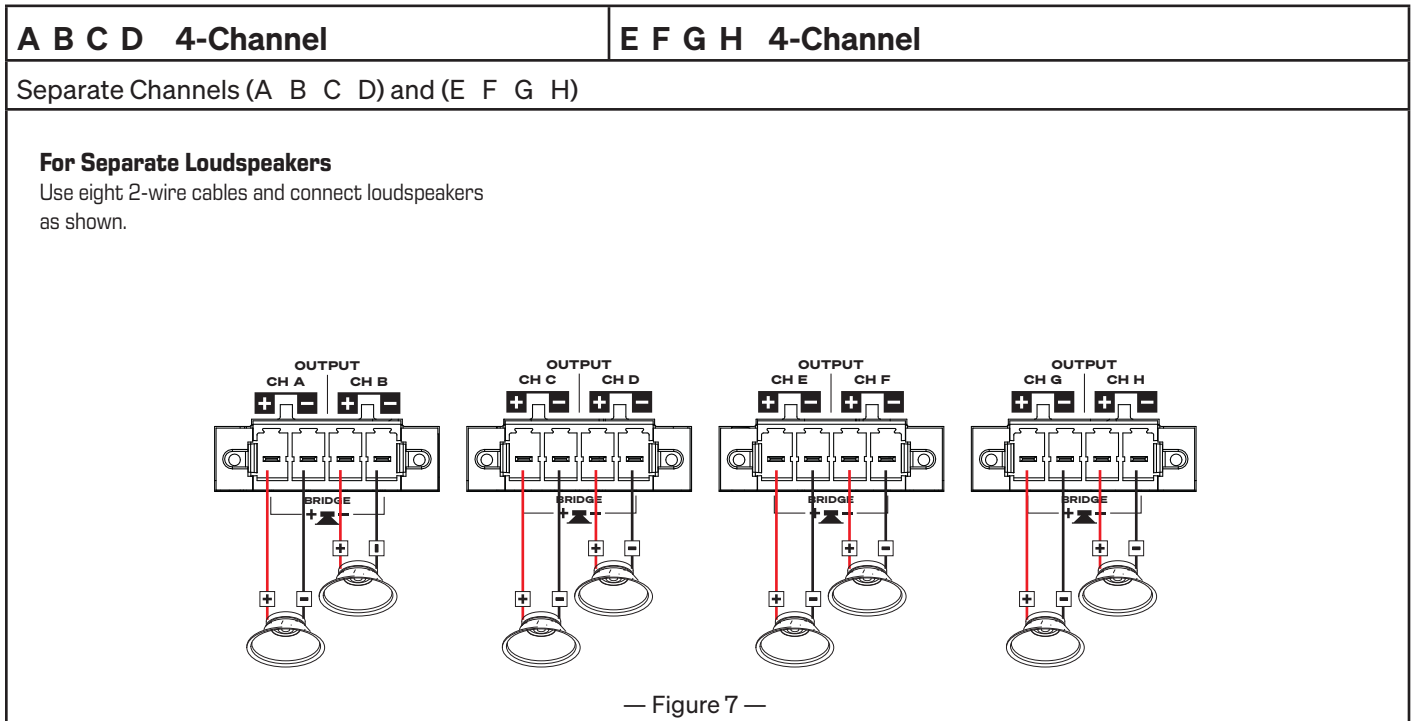 A B C D 4-Channel
E F G H 4-Channel
Separate Channels (A B C D) and (E F G H)
For Separate Loudspeakers
Use eight 2-wire cables and connect loudspeakers
as shown.
OUTPUT
CH A CH B
+ - + -
BRIDGE
+ -
+ -
+ -
OUTPUT
CH C CH D
+ - + -
BRIDGE
+ -
+ -
+ -
OUTPUT
CH E CH F
+ - + -
BRIDGE
+ -
+ -
+ -
OUTPUT
CH G CH H
+ - + -
BRIDGE
+ -
+ -
+ -
— Figure 7 —